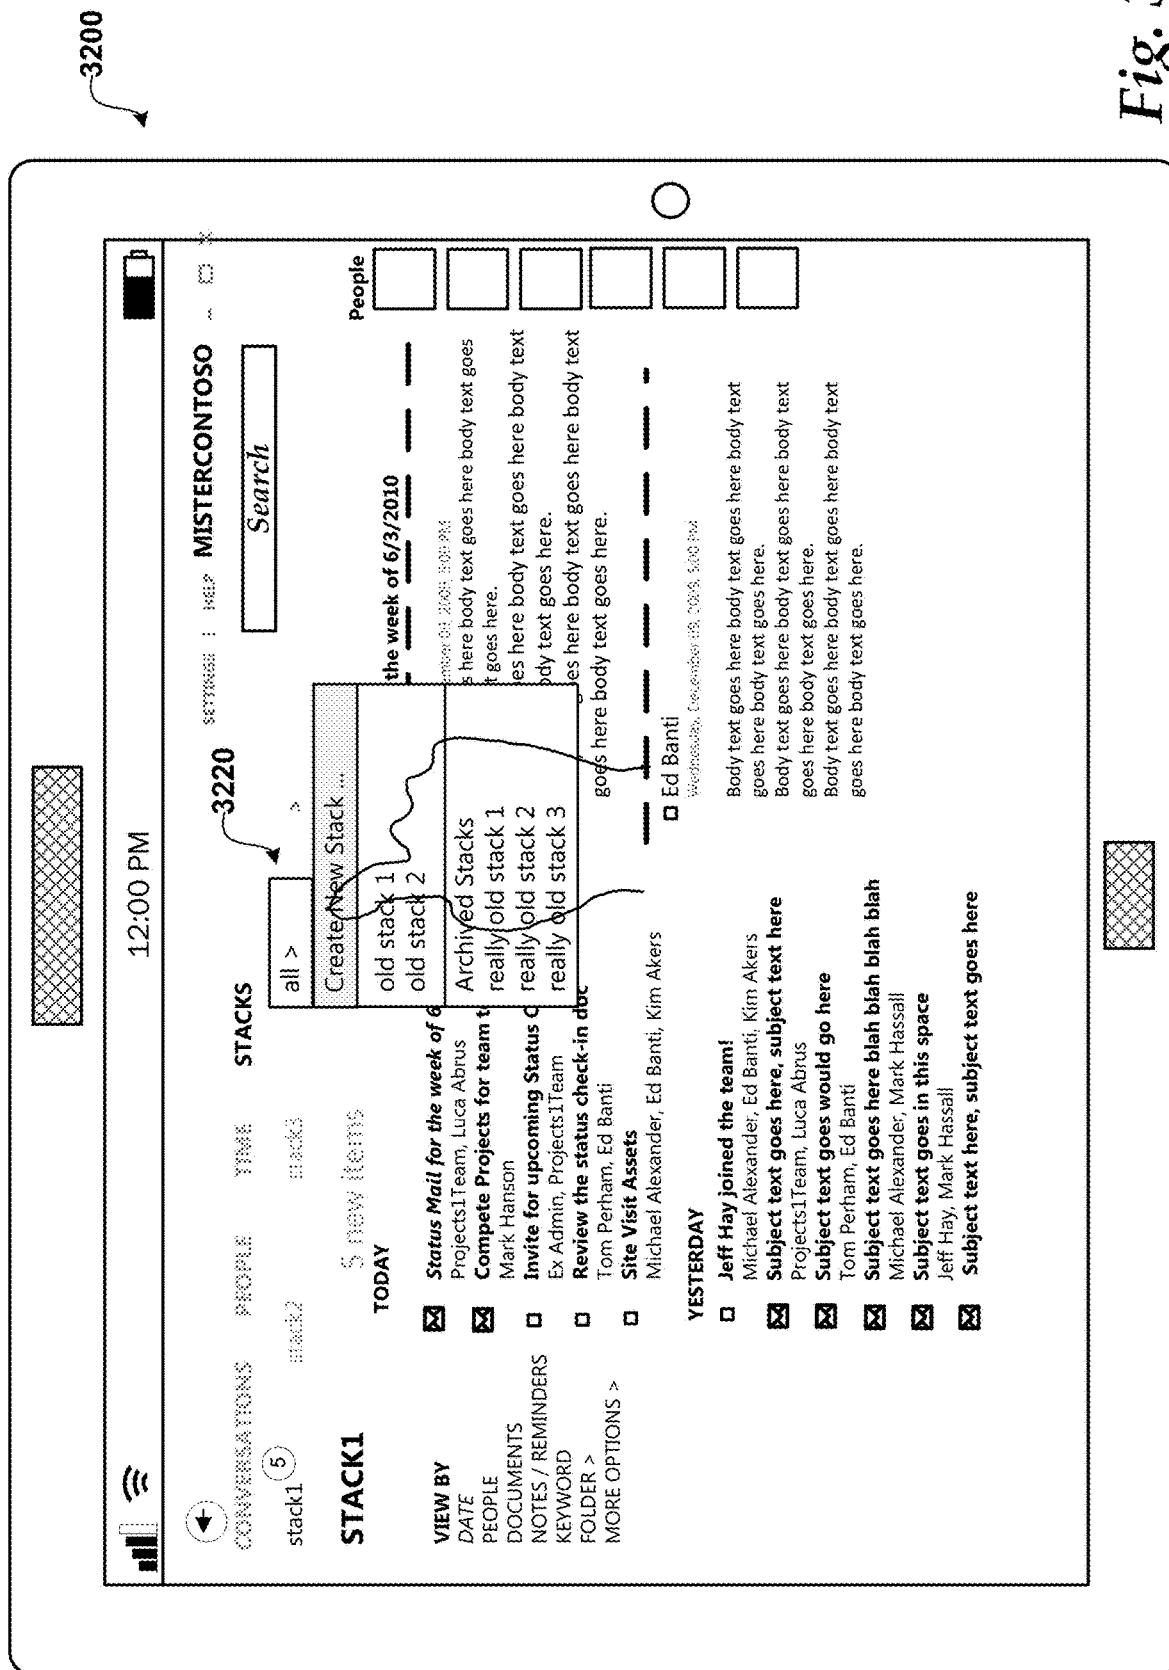 3200
12:00 PM
SETTINGS | HELP MISTERCONTOSO
CONVERSATIONS PEOPLE TIME STACKS
3220
Search
stack1 5 stack2 stack3 all > >
STACK1
5 new items
Create New Stack ...
old stack 1
old stack 2
Archived Stacks
really old stack 1
really old stack 2
really old stack 3
People
VIEW BY
DATE
PEOPLE
DOCUMENTS
NOTES / REMINDERS
KEYWORD
FOLDER >
MORE OPTIONS >
TODAY
Status Mail for the week of 6
Projects1Team, Luca Abrus
Compete Projects for team t
Mark Hanson
Invite for upcoming Status
Ex Admin, Projects1Team
Review the status check-in doc
Tom Perham, Ed Banti
Site Visit Assets
Michael Alexander, Ed Banti, Kim Akers
YESTERDAY
Jeff Hay joined the team!
Michael Alexander, Ed Banti, Kim Akers
Subject text goes here, subject text here
Projects1Team, Luca Abrus
Subject text goes would go here
Tom Perham, Ed Banti
Subject text goes here blah blah blah blah
Michael Alexander, Mark Hassall
Subject text goes in this space
Jeff Hay, Mark Hassall
Subject text here, subject text goes here
the week of 6/3/2010
s here body text goes here body text goes
t goes here.
es here body text goes here body text
ody text goes here.
es here body text goes here body text
goes here body text goes here.
Ed Banti
Wednesday, December 09, 2009, 5:00 PM
Body text goes here body text goes here body text
goes here body text goes here.
Body text goes here body text goes here body text
goes here body text goes here.
Body text goes here body text goes here body text
goes here body text goes here.
Fig.